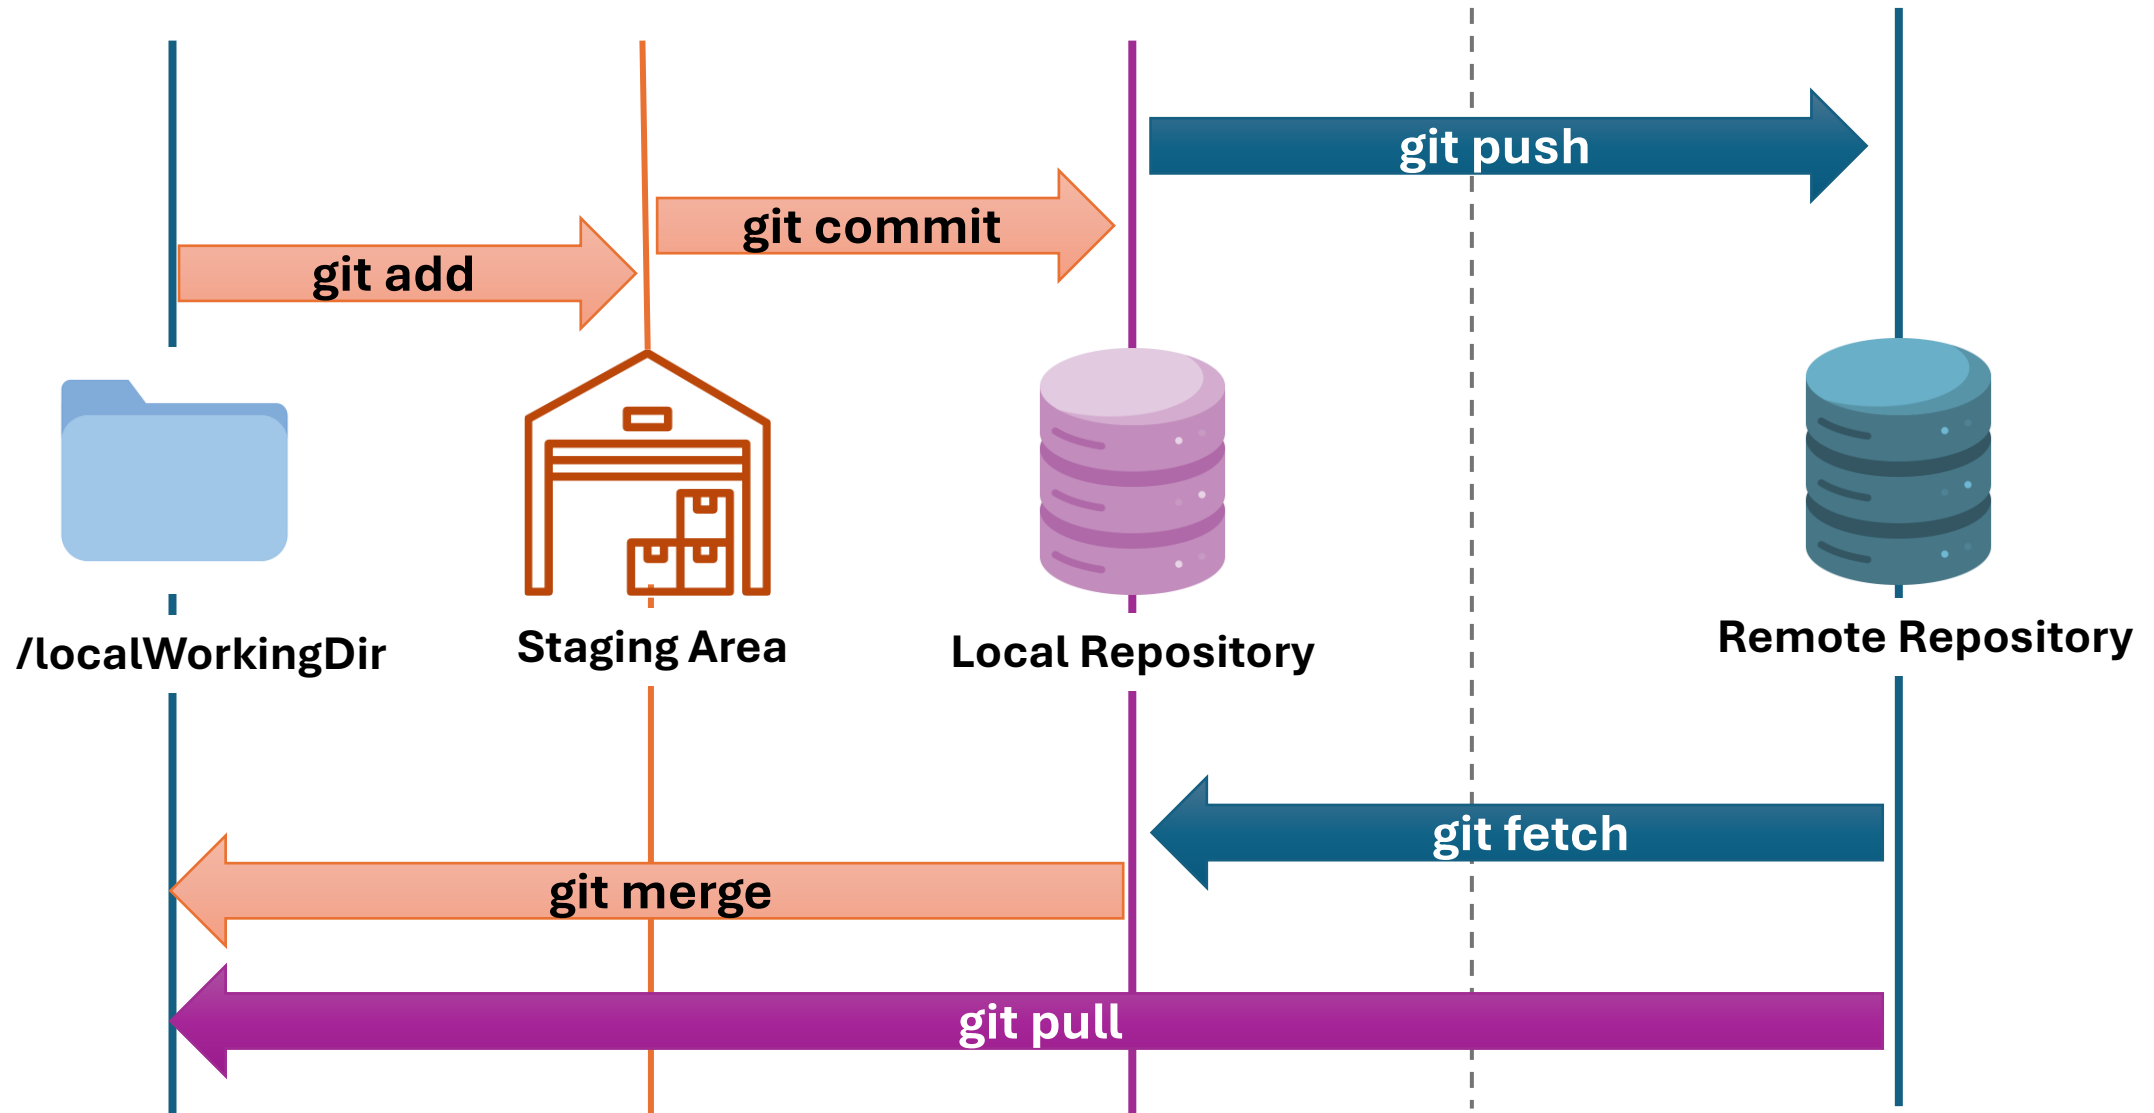 git push
git commit
git add
/localWorkingDir
Staging Area
Local Repository
Remote Repository
git fetch
git merge
git pull